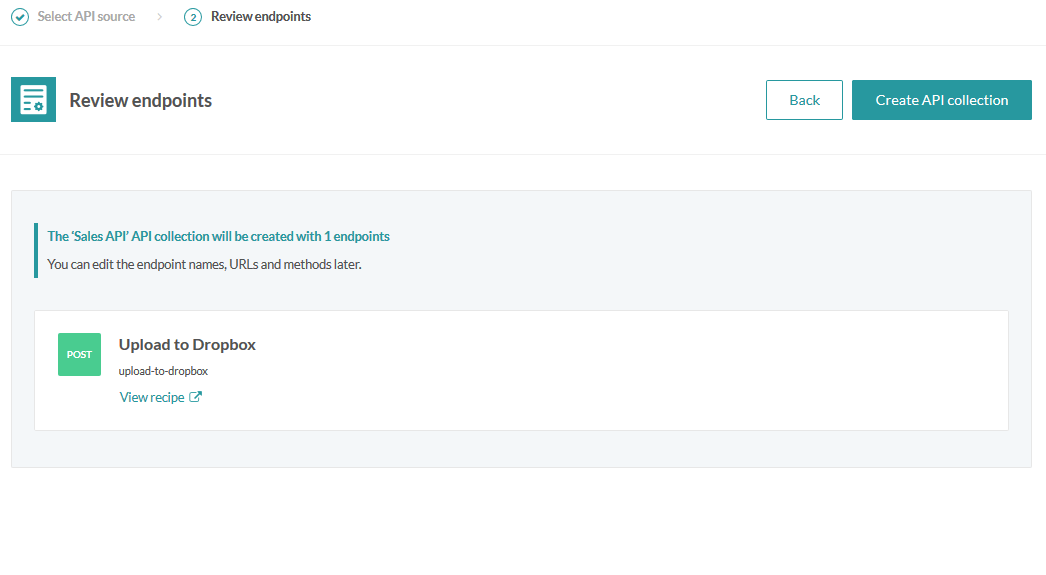 Select API source
2
Review endpoints
Review endpoints
Back
Create API collection
The ‘Sales API’ API collection will be created with 1 endpoints
You can edit the endpoint names, URLs and methods later.
POST
Upload to Dropbox
upload-to-dropbox
View recipe